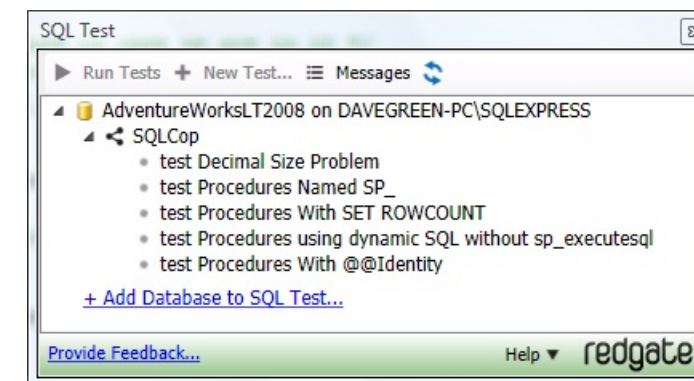 SQL Test
Run Tests New Test... Messages
AdventureWorksLT2008 on DAVEGREEN-PC\SQLEXPRESS
SQLCop
test Decimal Size Problem
test Procedures Named SP_
test Procedures With SET ROWCOUNT
test Procedures using dynamic SQL without sp_executesql
test Procedures With @@Identity
+ Add Database to SQL Test...
Provide Feedback... Help ▼ redgate